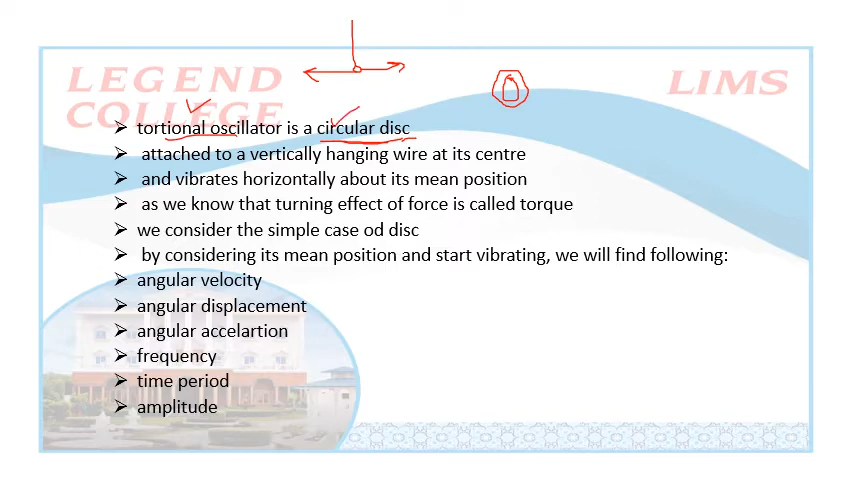 LEGEND
COLLEGE
LIMS
➢ tortional oscillator is a circular disc
➢ attached to a vertically hanging wire at its centre
➢ and vibrates horizontally about its mean position
➢ as we know that turning effect of force is called torque
➢ we consider the simple case od disc
➢ by considering its mean position and start vibrating, we will find following:
➢ angular velocity
➢ angular displacement
➢ angular accelartion
➢ frequency
➢ time period
➢ amplitude